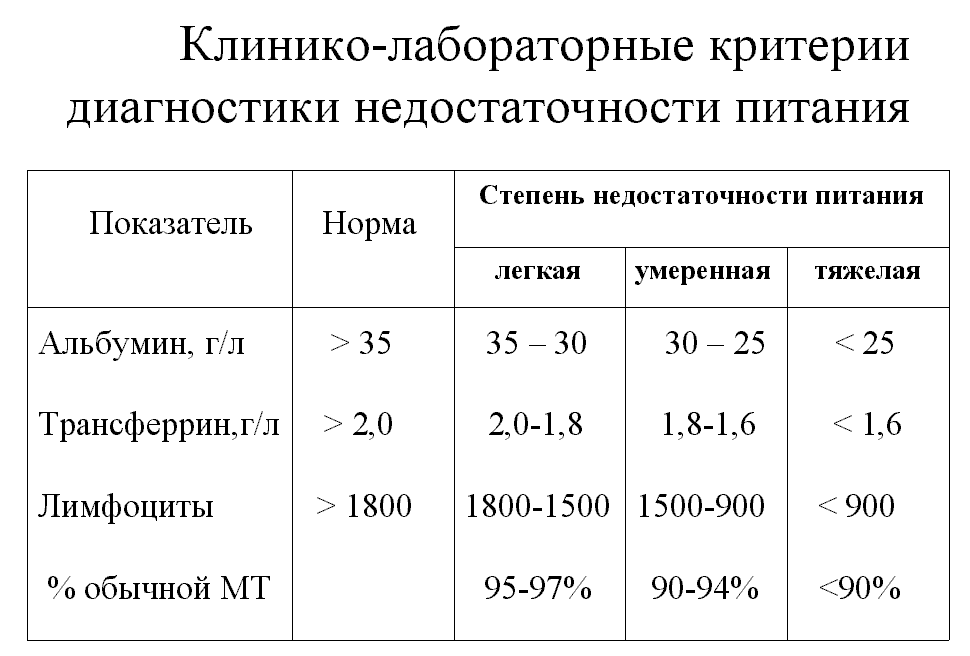 Клинико-лабораторные критерии
диагностики недостаточности питания
Показатель Норма Степень недостаточности питания
легкая умеренная тяжелая
Альбумин, г/л > 35 35 – 30 30 – 25 < 25
Трансферрин,г/л > 2,0 2,0-1,8 1,8-1,6 < 1,6
Лимфоциты > 1800 1800-1500 1500-900 < 900
% обычной МТ 95-97% 90-94% <90%